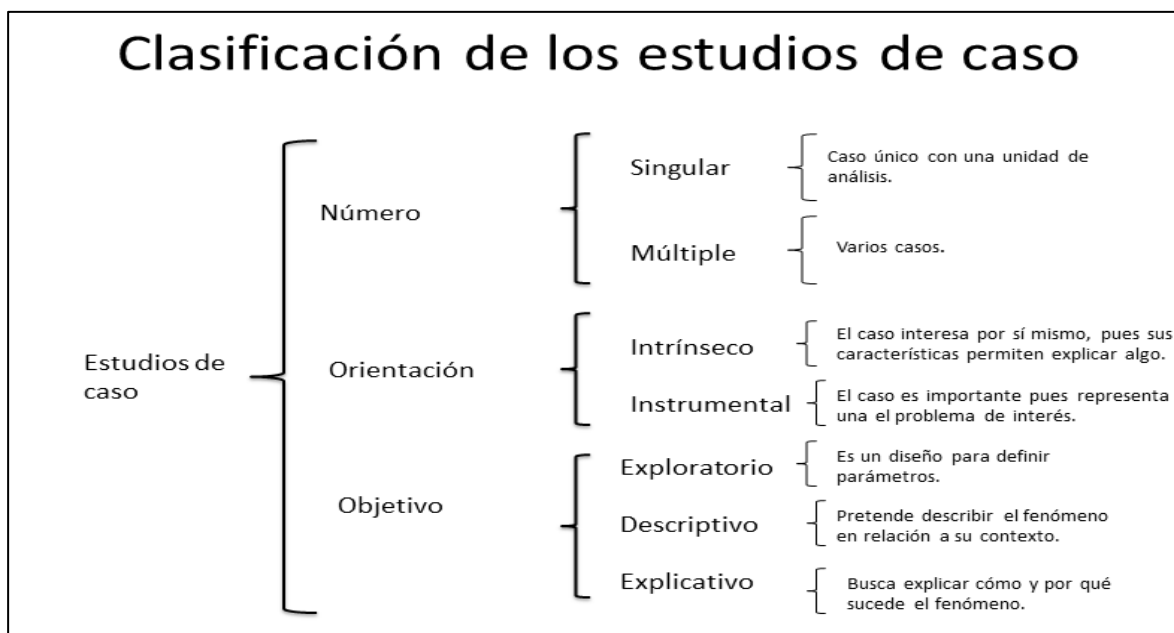 Clasificación de los estudios de caso
Estudios de
caso
Número
Singular
Caso único con una unidad de
análisis.
Múltiple
Varios casos.
Orientación
Intrínseco
El caso interesa por sí mismo, pues sus
características permiten explicar algo.
Instrumental
El caso es importante pues representa
una el problema de interés.
Objetivo
Exploratorio
Es un diseño para definir
parámetros.
Descriptivo
Pretende describir el fenómeno
en relación a su contexto.
Explicativo
Busca explicar cómo y por qué
sucede el fenómeno.